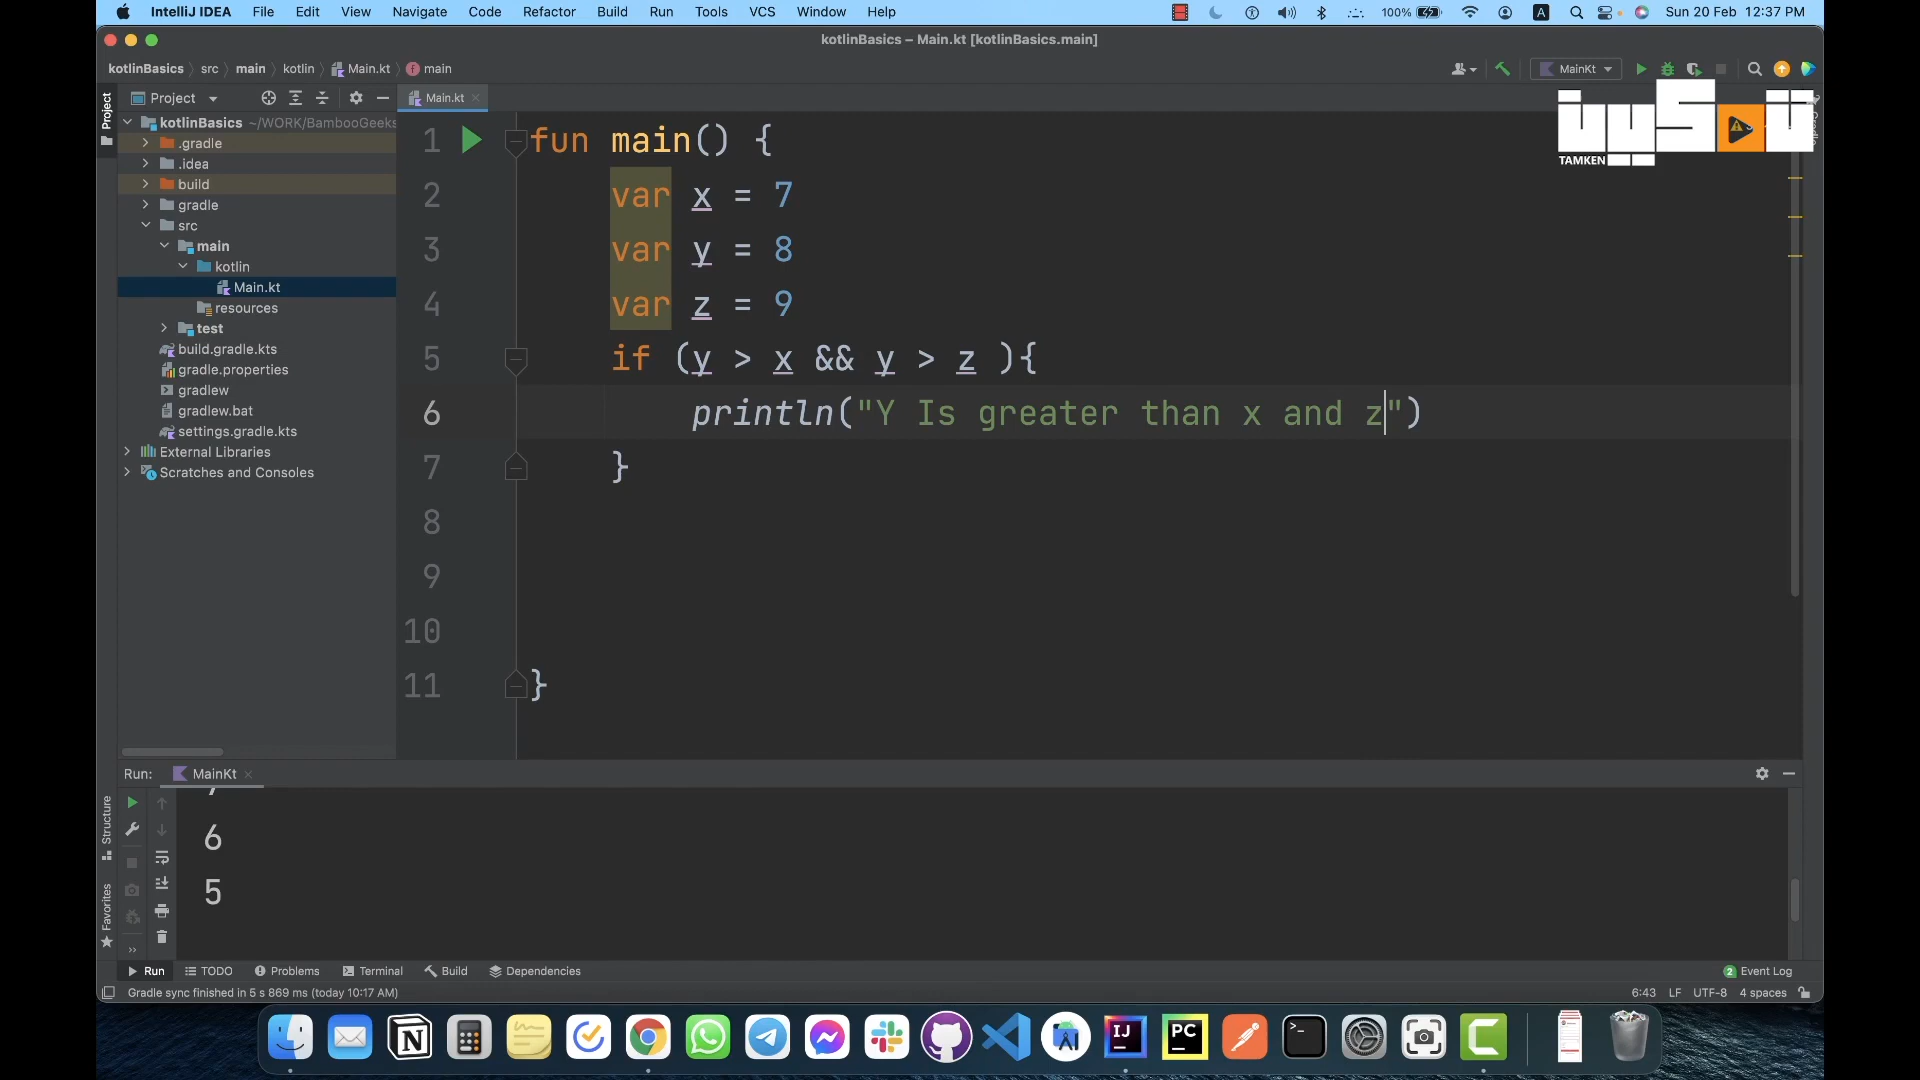 IntelliJ IDEA File Edit View Navigate Code Refactor Build Run Tools VCS Window Help 100% A Sun 20 Feb 12:37 PM
kotlinBasics – Main.kt [kotlinBasics.main]
kotlinBasics src main kotlin Main.kt main MainKt
Project Main.kt
Project
kotlinBasics ~/WORK/BambooGeeks
.gradle
.idea
build
gradle
src
main
kotlin
Main.kt
resources
test
build.gradle.kts
gradle.properties
gradlew
gradlew.bat
settings.gradle.kts
External Libraries
Scratches and Consoles
1 fun main() {
2 var x = 7
3 var y = 8
4 var z = 9
5 if (y > x && y > z ){
6 println("Y Is greater than x and z")
7 }
8
9
10
11 }
TAMKEN
Run: MainKt
6
5
Structure
Favorites
Run TODO Problems Terminal Build Dependencies 2 Event Log
Gradle sync finished in 5 s 869 ms (today 10:17 AM) 6:43 LF UTF-8 4 spaces
N IJ PC